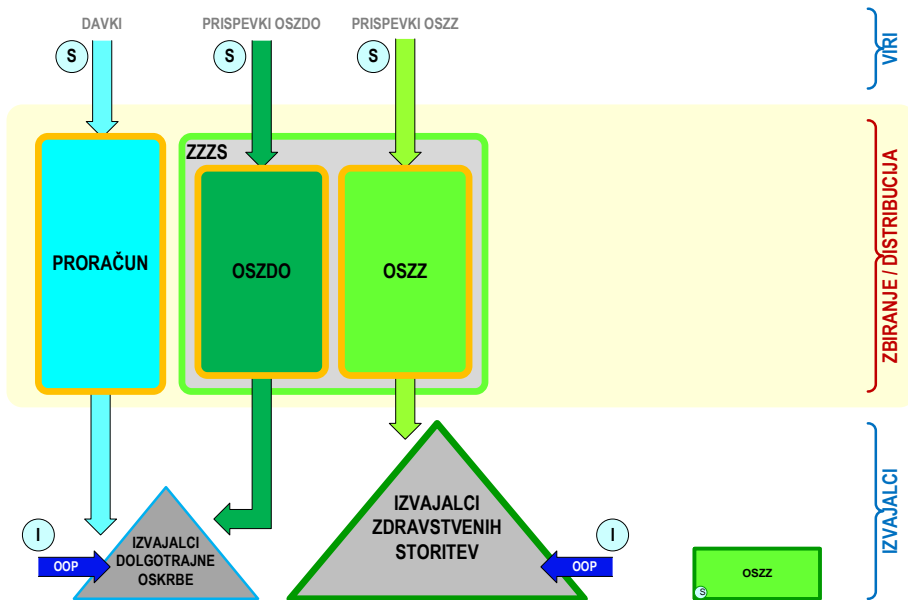 DAVKI
PRISPEVKI OSZDO
PRISPEVKI OSZZ
S
S
S
VIRI
ZZZS
PRORAČUN
OSZDO
OSZZ
ZBIRANJE / DISTRIBUCIJA
I
OOP
IZVAJALCI
DOLGOTRAJNE
OSKRBE
IZVAJALCI
ZDRAVSTVENIH
STORITEV
I
OOP
OSZZ
S
IZVAJALCI